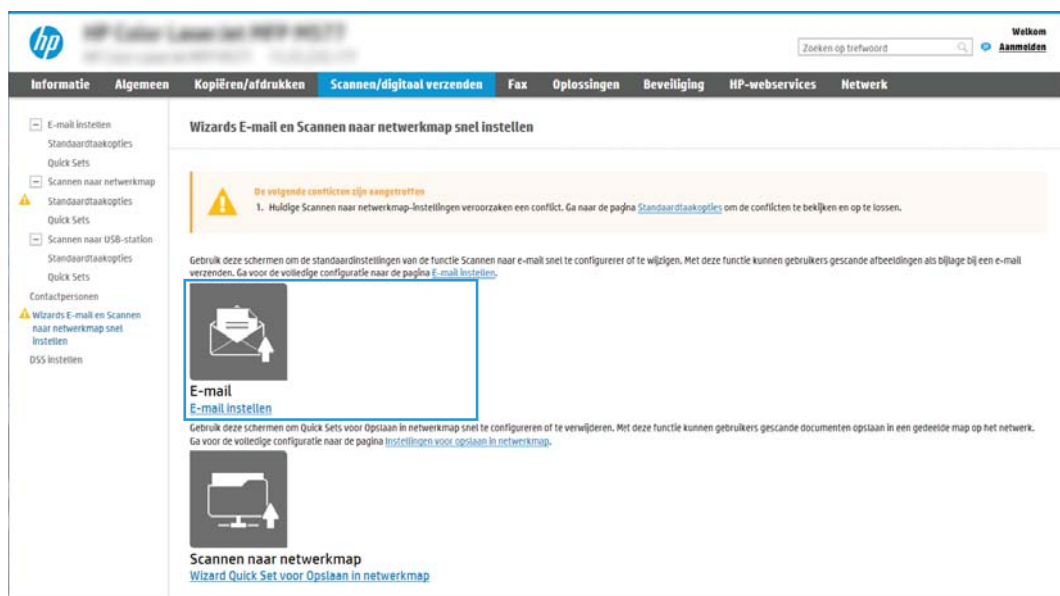 hp
Welkom
Zoeken op trefwoord
Aanmelden
Informatie Algemeen Kopiëren/afdrukken Scannen/digitaal verzenden Fax Oplossingen Beveiliging HP-webservices Netwerk
E-mail instellen
Standaardtaakopties
Quick Sets
Scannen naar netwerkmap
Standaardtaakopties
Quick Sets
Scannen naar USB-station
Standaardtaakopties
Quick Sets
Contactpersonen
Wizards E-mail en Scannen
naar netwerkmap snel
instellen
DSS instellen
Wizards E-mail en Scannen naar netwerkmap snel instellen
De volgende conflicten zijn aangetroffen
1. Huldige Scannen naar netwerkmap-instellingen veroorzaken een conflict. Ga naar de pagina Standaardtaakopties om de conflicten te bekijken en op te lossen.
Gebruik deze schermen om de standaardinstellingen van de functie Scannen naar e-mail snel te configureren of te wijzigen. Met deze functie kunnen gebruikers gescande afbeeldingen als bijlage bij een e-mail
verzenden. Ga voor de volledige configuratie naar de pagina E-mail instellen.
E-mail
E-mail instellen
Gebruik deze schermen om Quick Sets voor Opslaan in netwerkmap snel te configureren of te verwijderen. Met deze functie kunnen gebruikers gescande documenten opslaan in een gedeelde map op het netwerk.
Ga voor de volledige configuratie naar de pagina Instellingen voor opslaan in netwerkmap.
Scannen naar netwerkmap
Wizard Quick Set voor Opslaan in netwerkmap